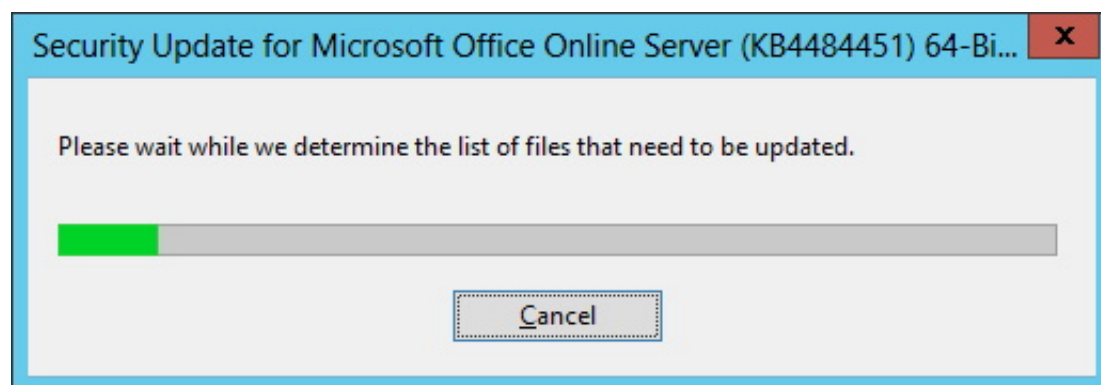 Security Update for Microsoft Office Online Server (KB4484451) 64-Bi...
Please wait while we determine the list of files that need to be updated.
Cancel